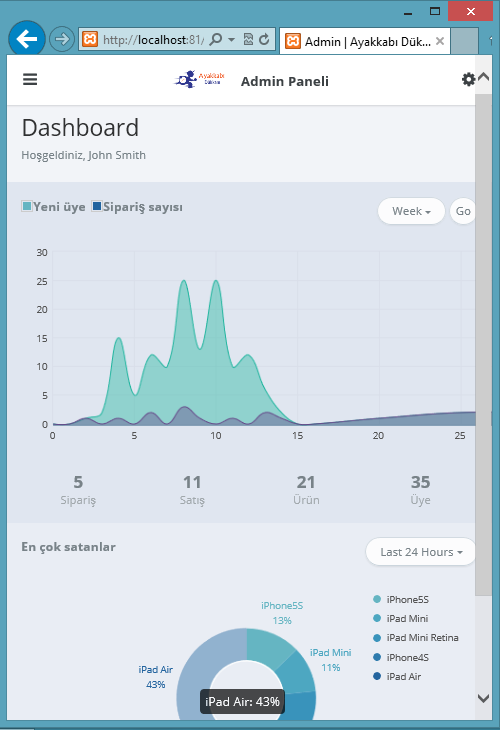 http://localhost:81/
Admin | Ayakkabı Dük...
Ayakkabı
Dükkanı
Admin Paneli
Dashboard
Hoşgeldiniz, John Smith
Yeni üye Sipariş sayısı
Week
Go
30
25
20
15
10
5
0
0 5 10 15 20 25
5 11 21 35
Sipariş Satış Ürün Üye
En çok satanlar
Last 24 Hours
iPhone5S
13%
iPad Mini
11%
iPad Air
43%
iPad Air: 43%
iPhone5S
iPad Mini
iPad Mini Retina
iPhone4S
iPad Air